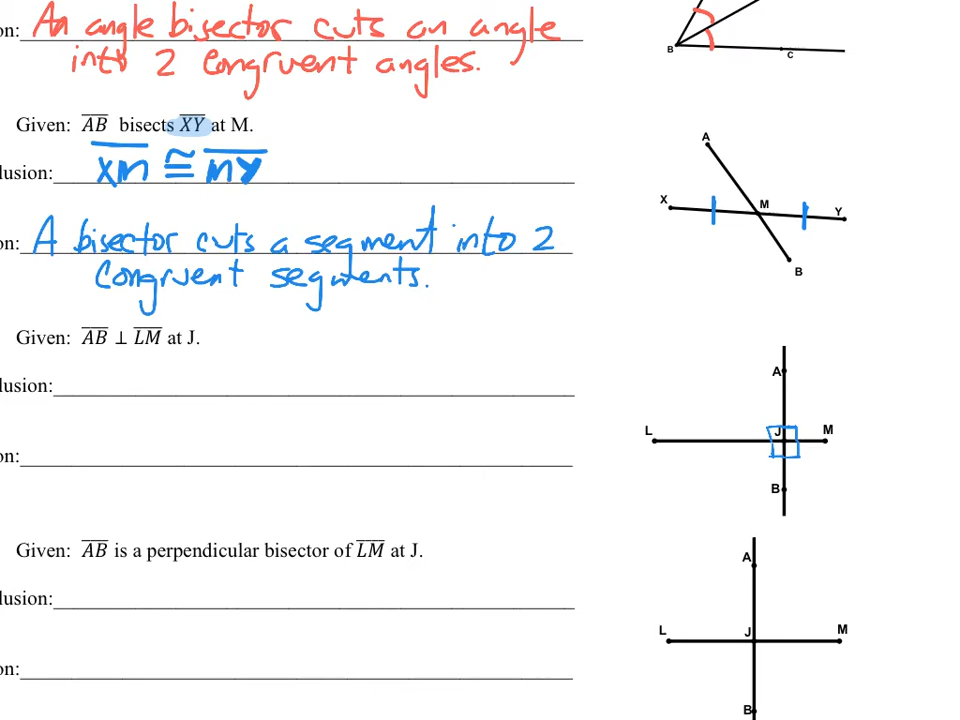 on: An angle bisector cuts an angle
into 2 congruent angles.
B
C
Given: AB bisects XY at M.
lusion: XM ≅ MY
A
X
M
Y
B
on: A bisector cuts a segment into 2
congruent segments.
Given: AB ⊥ LM at J.
lusion:
on:
A
L
J
M
B
Given: AB is a perpendicular bisector of LM at J.
lusion:
on:
A
L
J
M
B